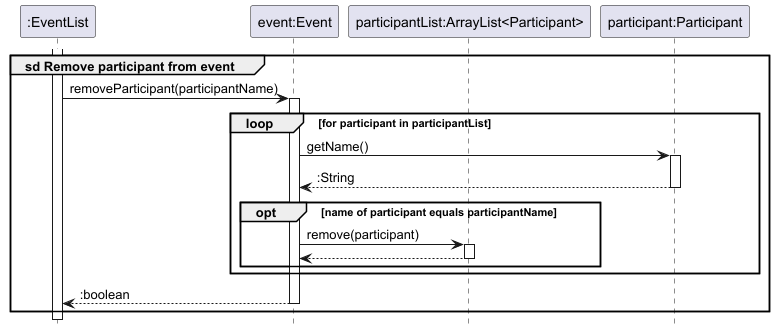 :EventList
event:Event
participantList:ArrayList<Participant>
participant:Participant
sd Remove participant from event
removeParticipant(participantName)
loop
[for participant in participantList]
getName()
:String
opt
[name of participant equals participantName]
remove(participant)
:boolean